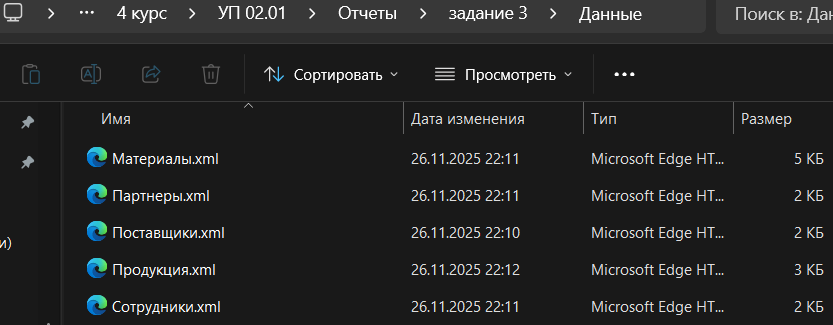 ··· 4 курс УП 02.01 Отчеты задание 3 Данные Поиск в: Дан
Сортировать Просмотреть ···
Имя Дата изменения Тип Размер
Материалы.xml 26.11.2025 22:11 Microsoft Edge HT... 5 КБ
Партнеры.xml 26.11.2025 22:11 Microsoft Edge HT... 2 КБ
Поставщики.xml 26.11.2025 22:10 Microsoft Edge HT... 2 КБ
и)
Продукция.xml 26.11.2025 22:12 Microsoft Edge HT... 3 КБ
Сотрудники.xml 26.11.2025 22:11 Microsoft Edge HT... 2 КБ